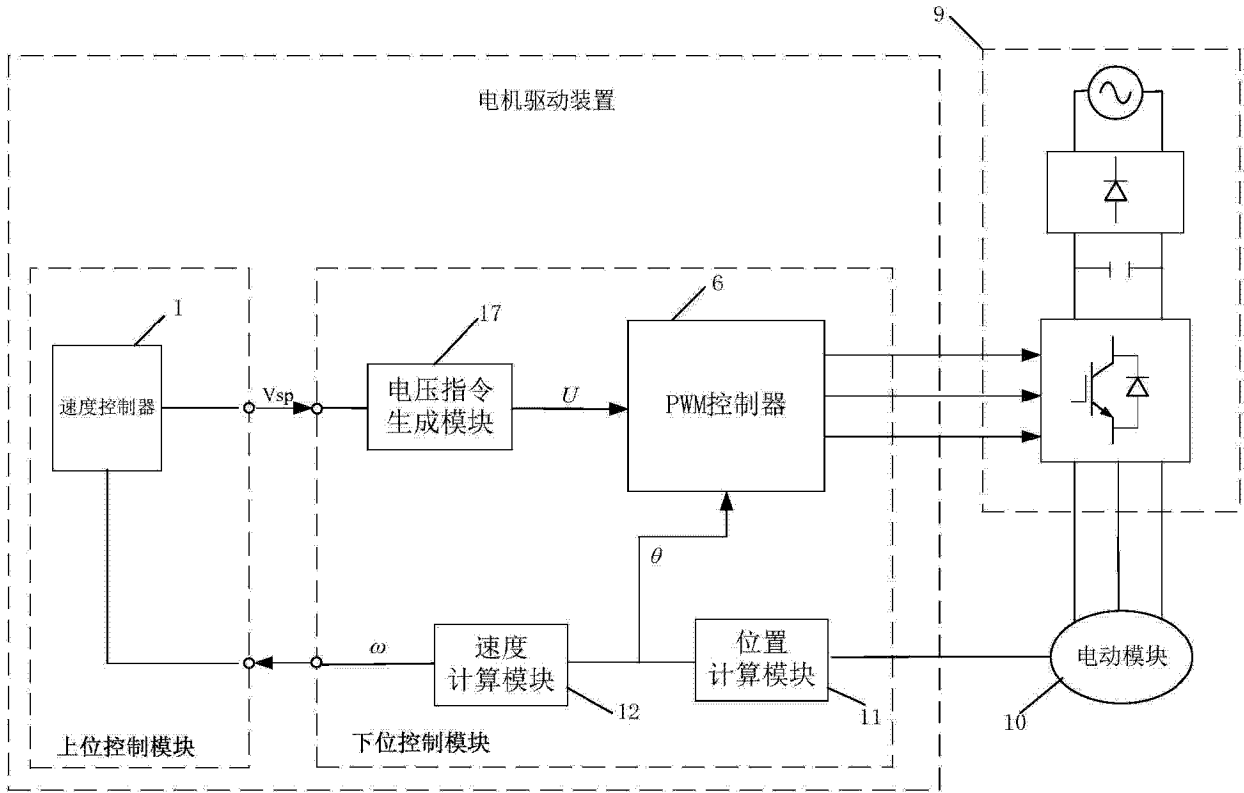 9
电机驱动装置
1
17
6
速度控制器
Vsp
电压指令
生成模块
U
PWM控制器
θ
ω
速度
计算模块
12
位置
计算模块
11
电动模块
10
上位控制模块
下位控制模块